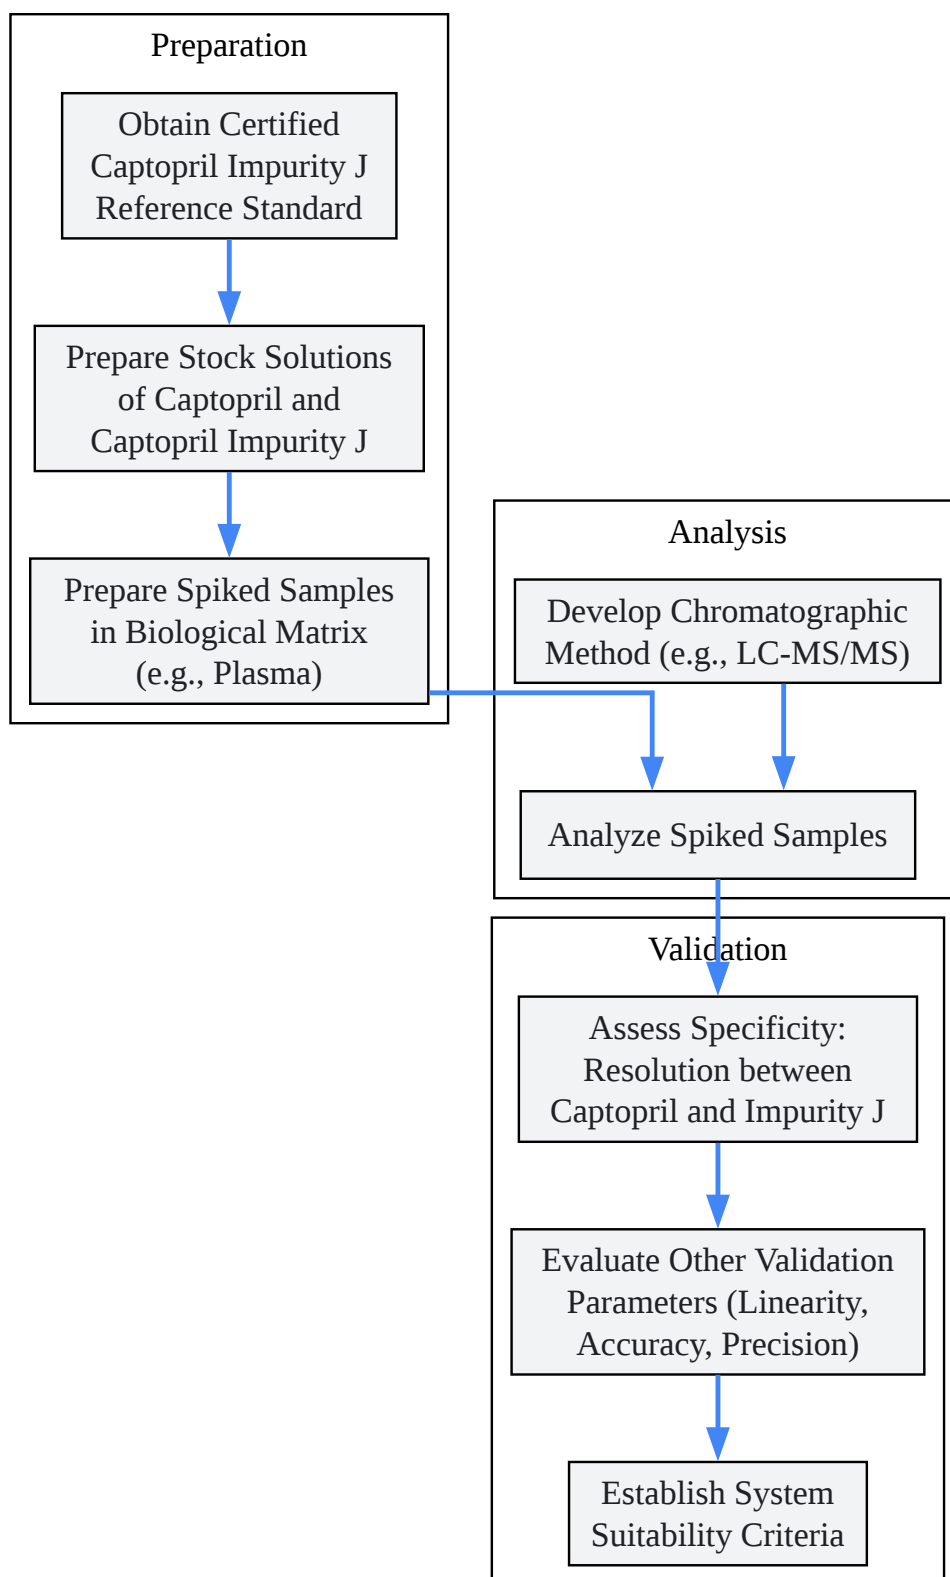 Preparation
Obtain Certified
Captopril Impurity J
Reference Standard
Prepare Stock Solutions
of Captopril and
Captopril Impurity J
Prepare Spiked Samples
in Biological Matrix
(e.g., Plasma)
Analysis
Develop Chromatographic
Method (e.g., LC-MS/MS)
Analyze Spiked Samples
Validation
Assess Specificity:
Resolution between
Captopril and Impurity J
Evaluate Other Validation
Parameters (Linearity,
Accuracy, Precision)
Establish System
Suitability Criteria